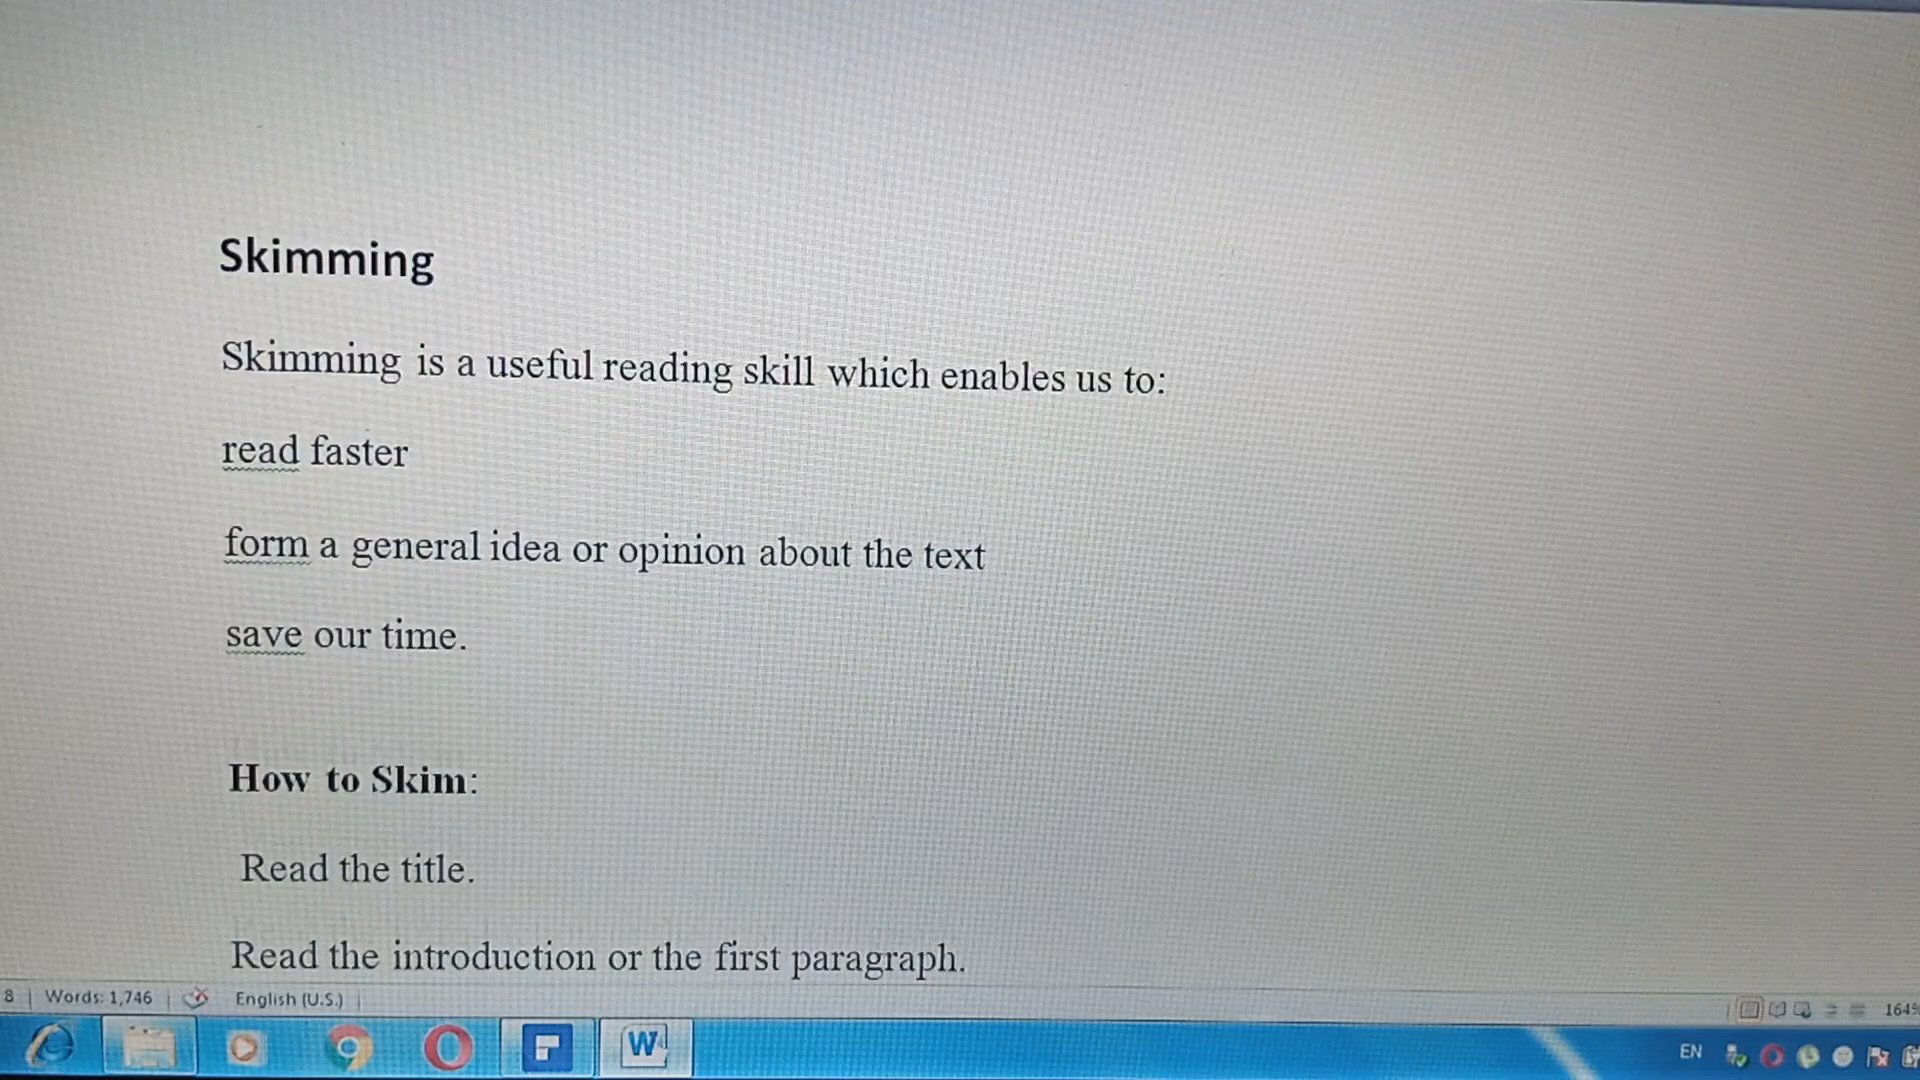 Skimming
Skimming is a useful reading skill which enables us to:
read faster
form a general idea or opinion about the text
save our time.
How to Skim:
Read the title.
Read the introduction or the first paragraph.
8 Words: 1,746 English (U.S.) 164%
EN